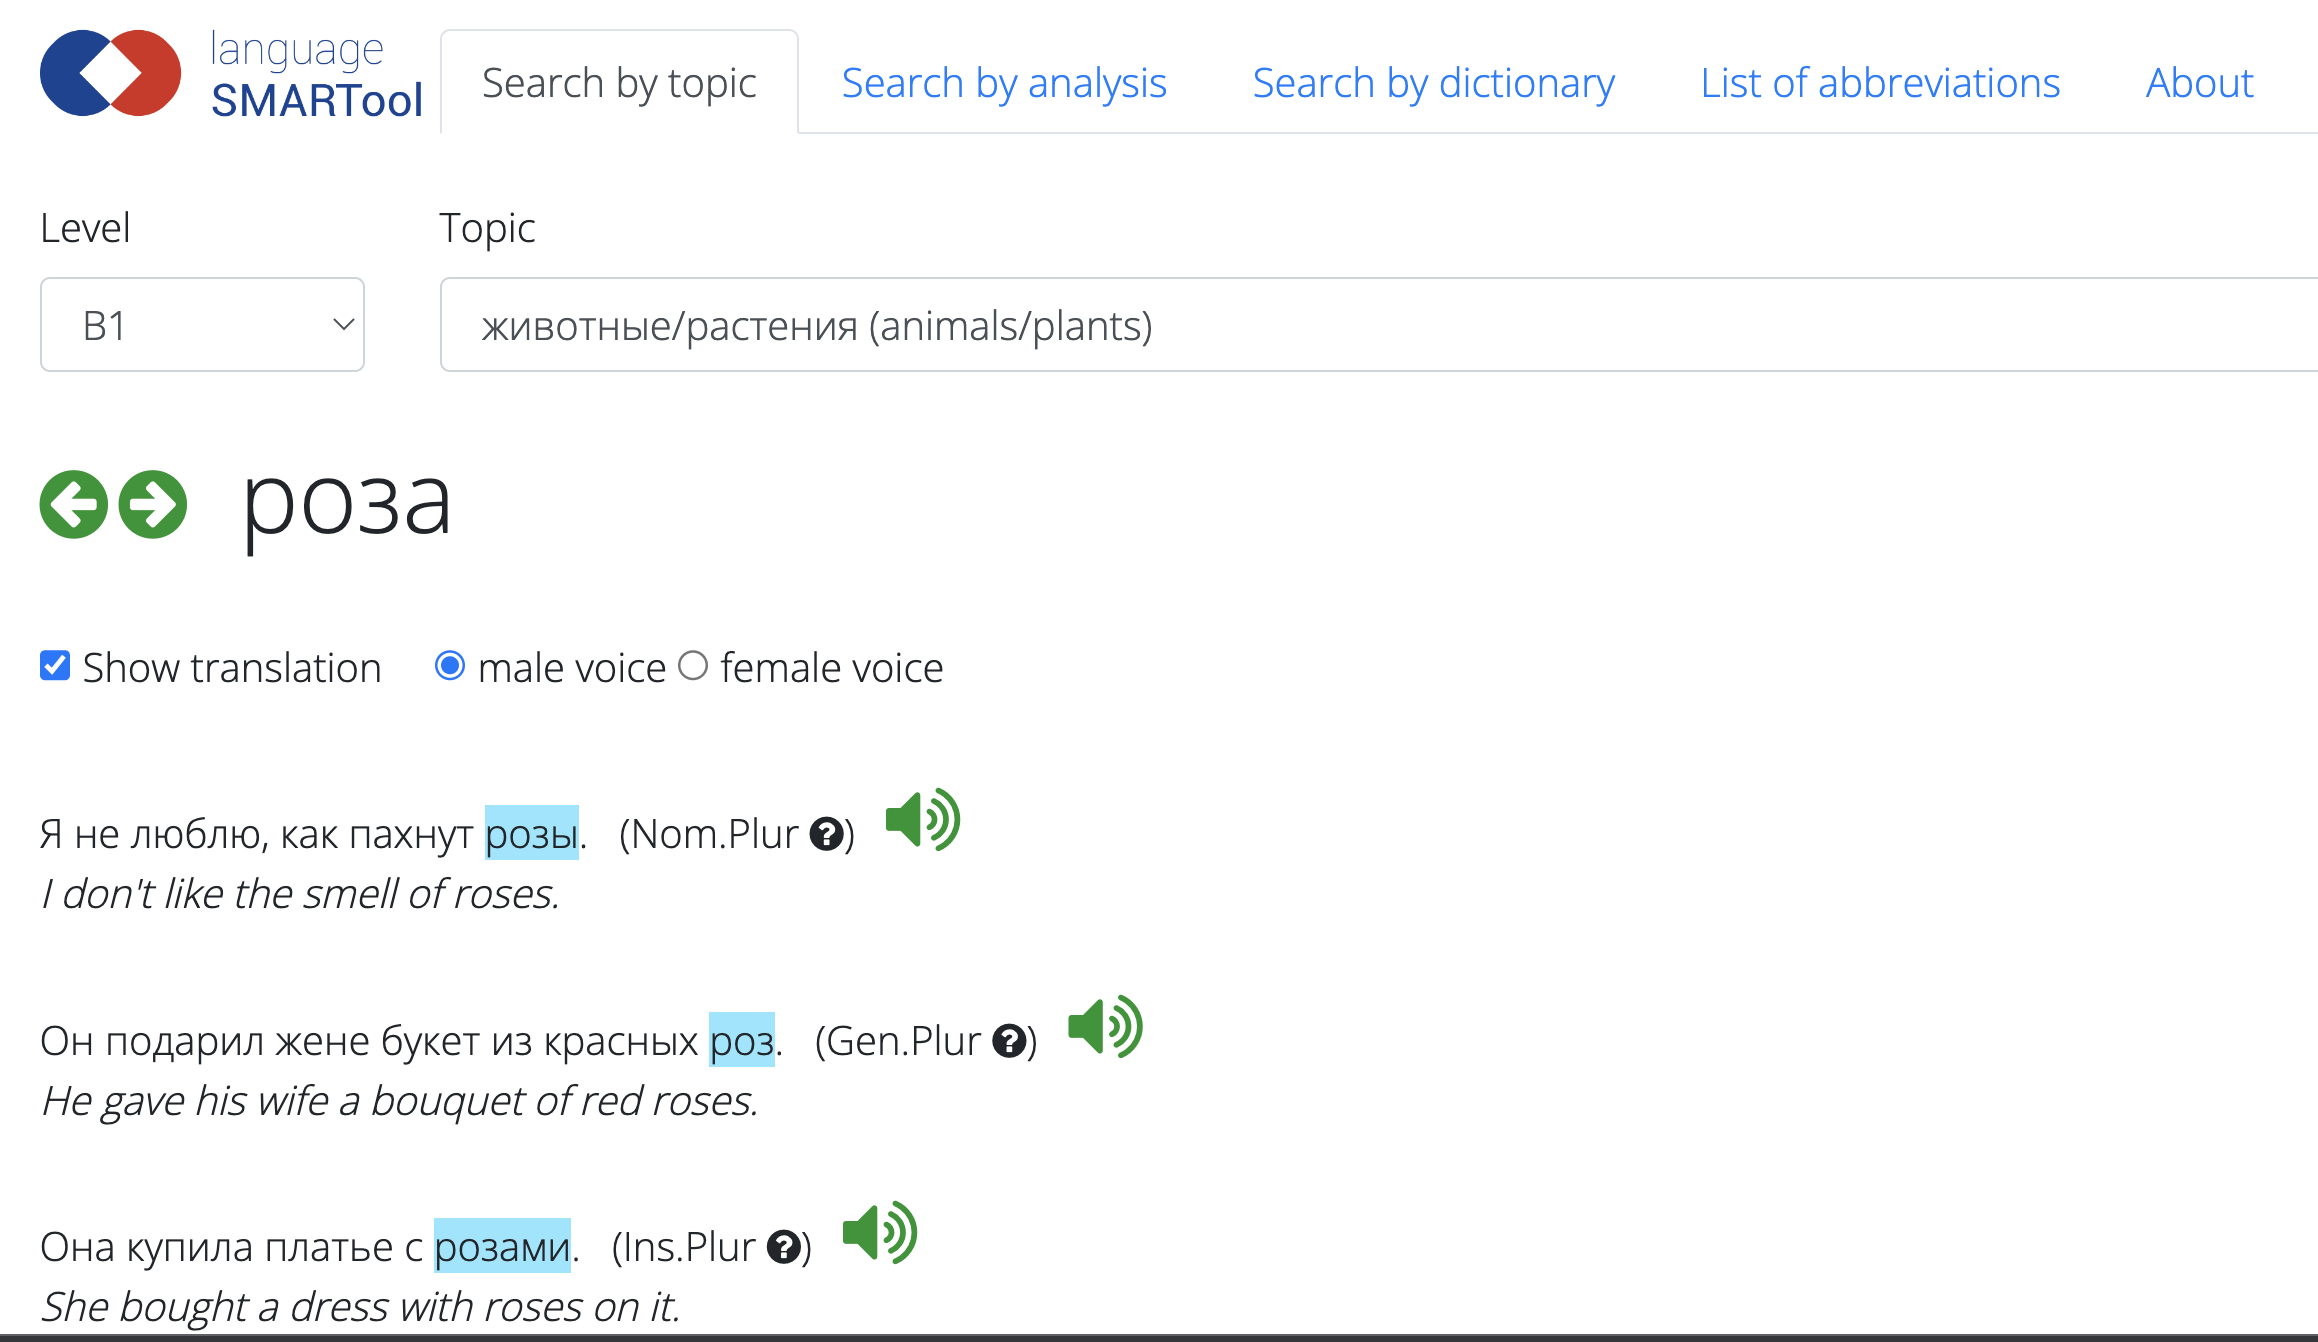 language
SMARTool
Search by topic Search by analysis Search by dictionary List of abbreviations About
Level Topic
B1 животные/растения (animals/plants)
роза
Show translation male voice female voice
Я не люблю, как пахнут розы. (Nom.Plur ?)
I don't like the smell of roses.
Он подарил жене букет из красных роз. (Gen.Plur ?)
He gave his wife a bouquet of red roses.
Она купила платье с розами. (Ins.Plur ?)
She bought a dress with roses on it.